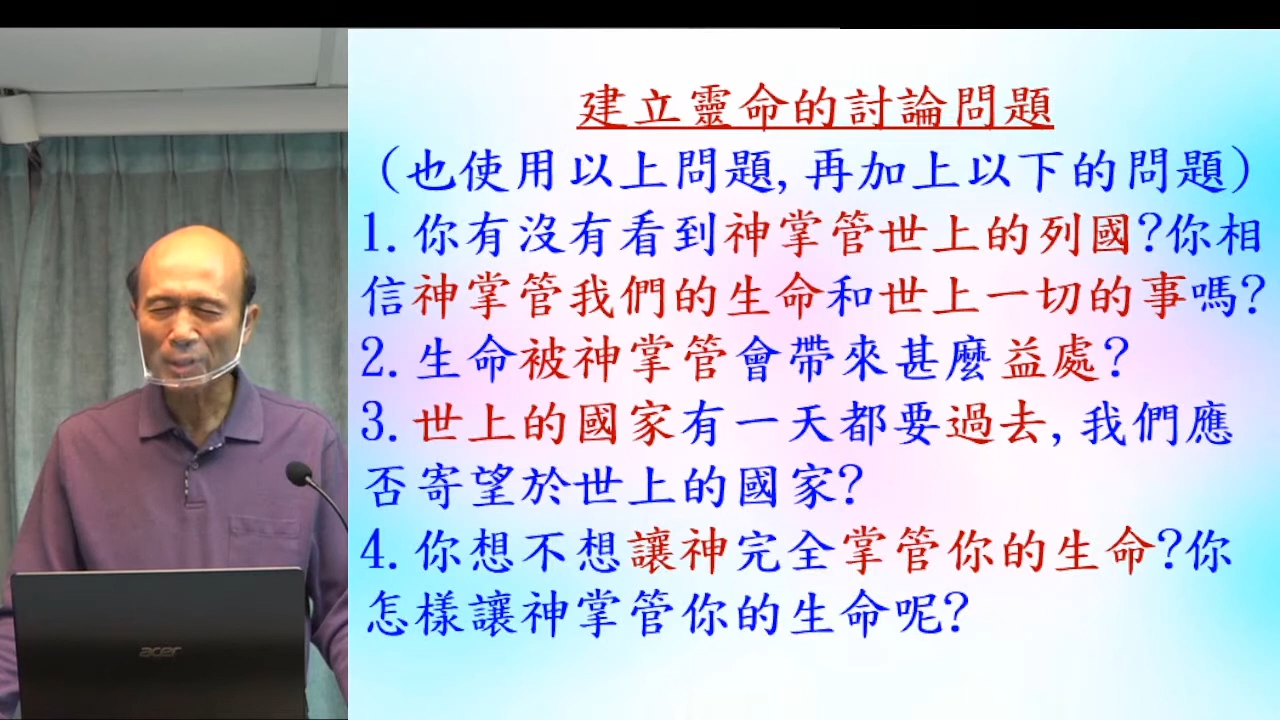 建立靈命的討論問題
(也使用以上問題,再加上以下的問題)
1.你有沒有看到神掌管世上的列國?你相
信神掌管我們的生命和世上一切的事嗎?
2.生命被神掌管會帶來甚麼益處?
3.世上的國家有一天都要過去,我們應
否寄望於世上的國家?
4.你想不想讓神完全掌管你的生命?你
怎樣讓神掌管你的生命呢?
acer